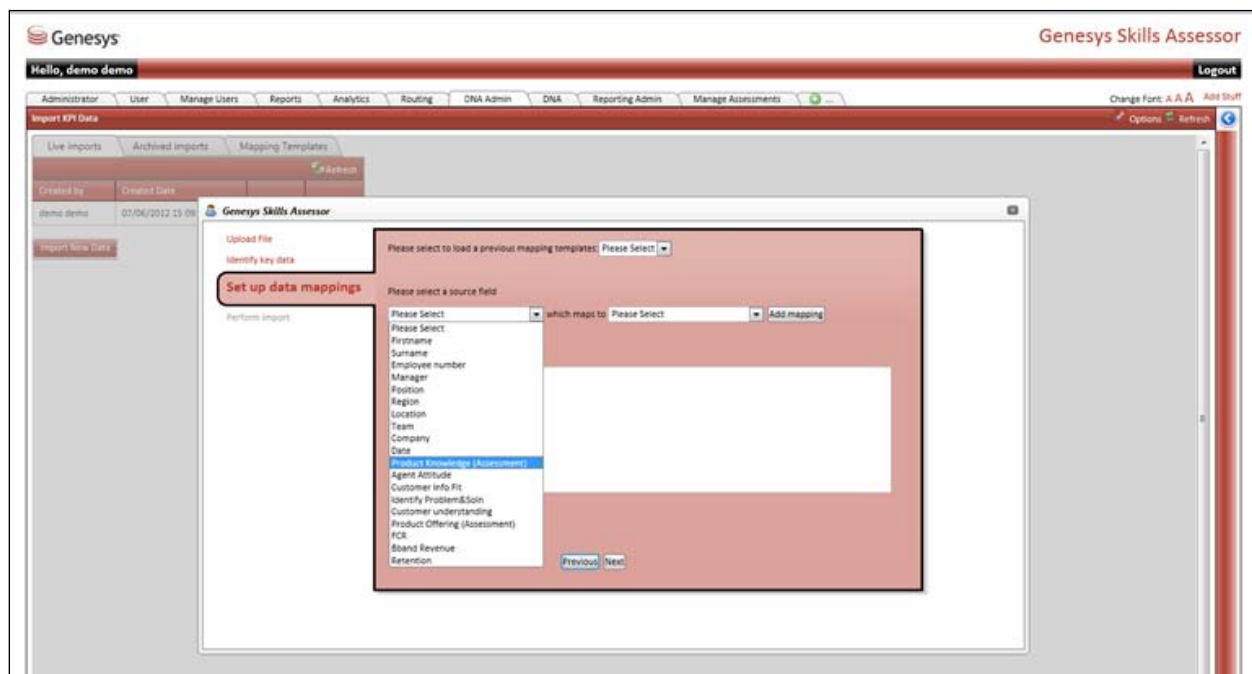 Genesys
Genesys Skills Assessor
Hello, demo demo
Logout
Administrator User Manage Users Reports Analytics Routing DNA Admin DNA Reporting Admin Manage Assessments ...
Change Font: A A A Add Stuff
Import KPI Data
Options Refresh
Live imports Archived imports Mapping Templates
Refresh
Created by Created Date
demo demo 07/06/2012 15:09
Import New Data
Genesys Skills Assessor
Upload File
Identify key data
Set up data mappings
Perform import
Please select to load a previous mapping templates: Please Select
Please select a source field
Please Select which maps to Please Select Add mapping
Please Select
Firstname
Surname
Employee number
Manager
Position
Region
Location
Team
Company
Date
Product Knowledge (Assessment)
Agent Attitude
Customer Info Fit
Identify Problem&Soln
Customer understanding
Product Offering (Assessment)
FCR
Bband Revenue
Retention
Previous Next